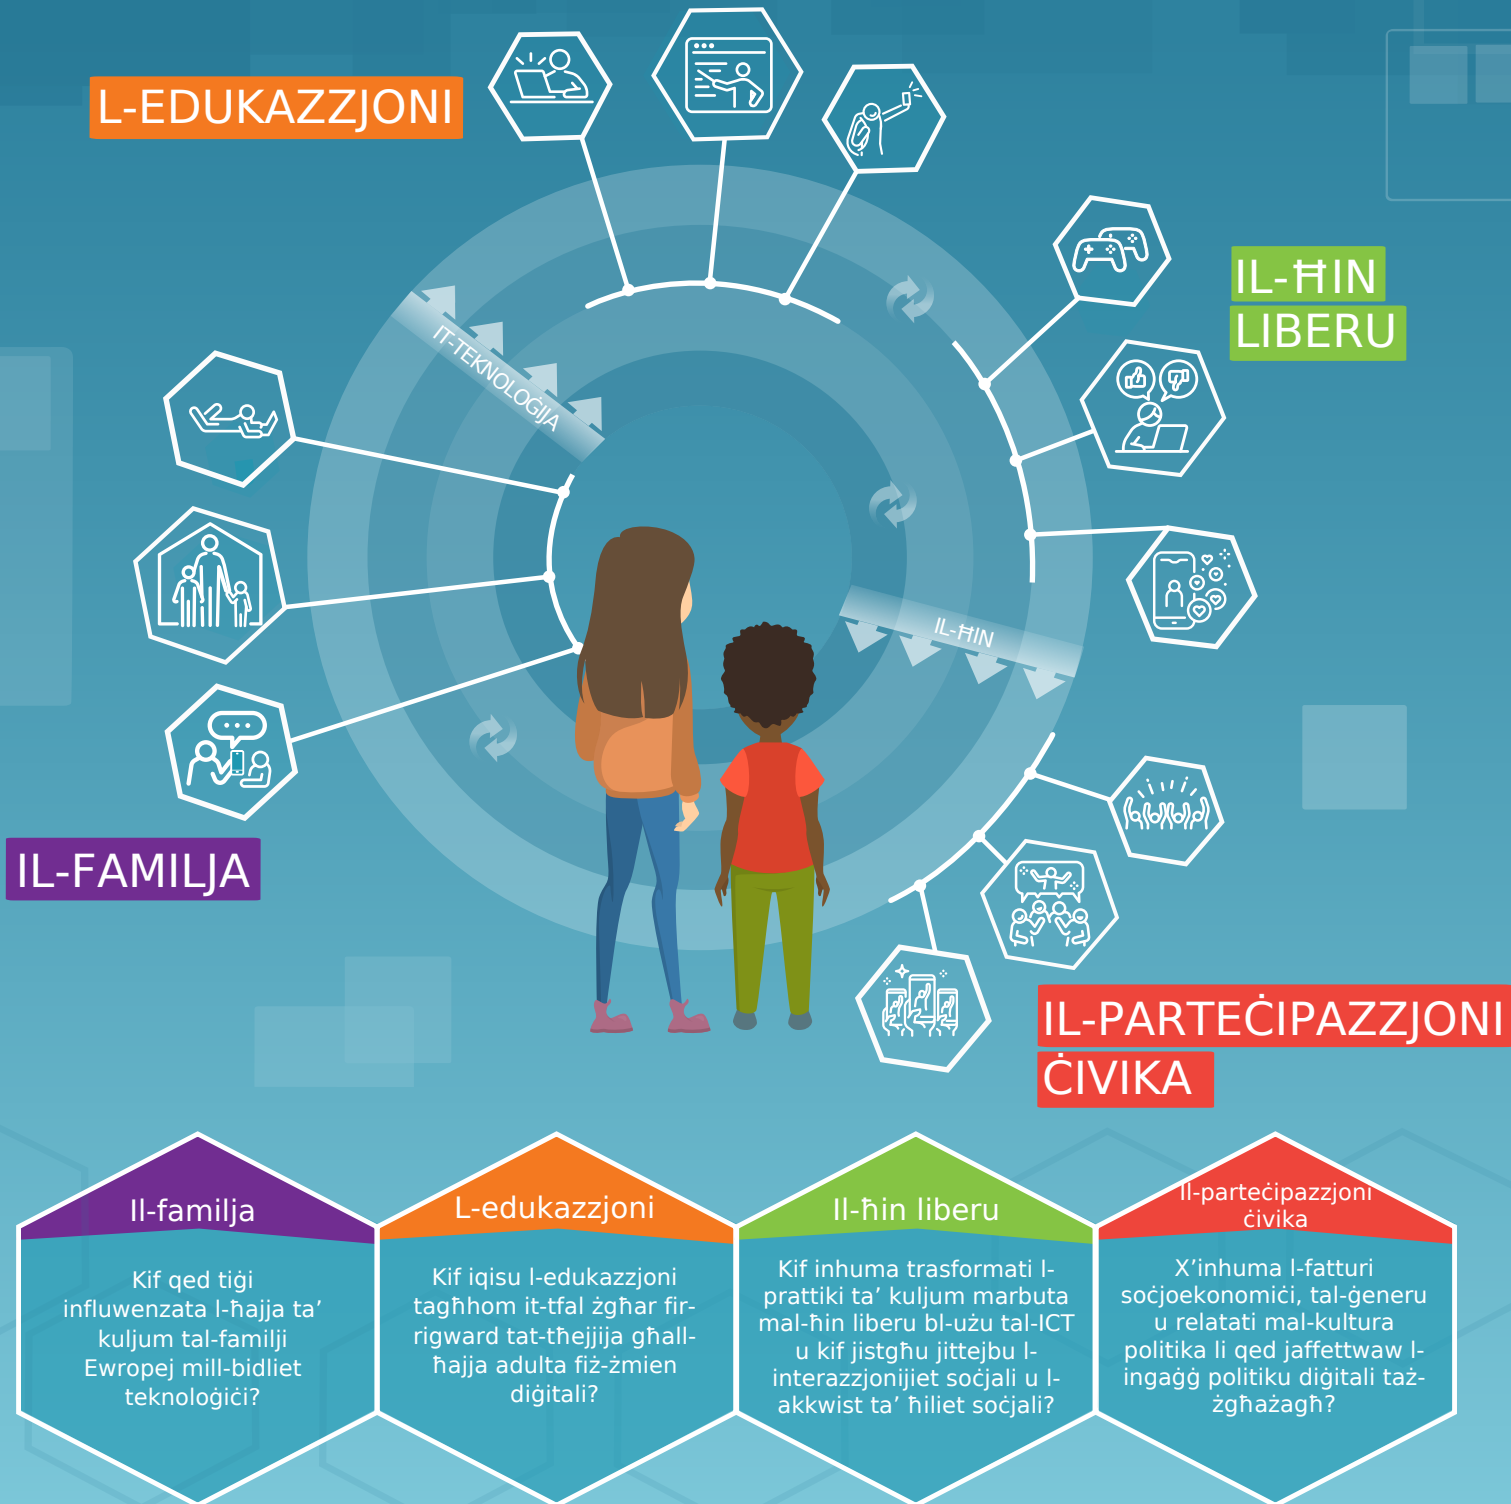 L-EDUKAZZJONI
IL-ĦIN
LIBERU
IT-TEKNOLOĠIJA
IL-ĦIN
IL-FAMILJA
IL-PARTEĊIPAZZJONI
ĊIVIKA
Il-familja
Kif qed tiġi
influwenzata l-ħajja ta’
kuljum tal-familji
Ewropej mill-bidliet
teknoloġiċi?
L-edukazzjoni
Kif iqisu l-edukazzjoni
tagħhom it-tfal żgħar fir-
rigward tat-tħejjija għall-
ħajja adulta fiż-żmien
diġitali?
Il-ħin liberu
Kif inhuma trasformati l-
prattiki ta’ kuljum marbuta
mal-ħin liberu bl-użu tal-ICT
u kif jistgħu jittejbu l-
interazzjonijiet soċjali u l-
akkwist ta’ ħiliet soċjali?
Il-parteċipazzjoni
ċivika
X’inhuma l-fatturi
soċjoekonomiċi, tal-ġeneru
u relatati mal-kultura
politika li qed jaffettwaw l-
ingaġġ politiku diġitali taż-
żgħażagħ?